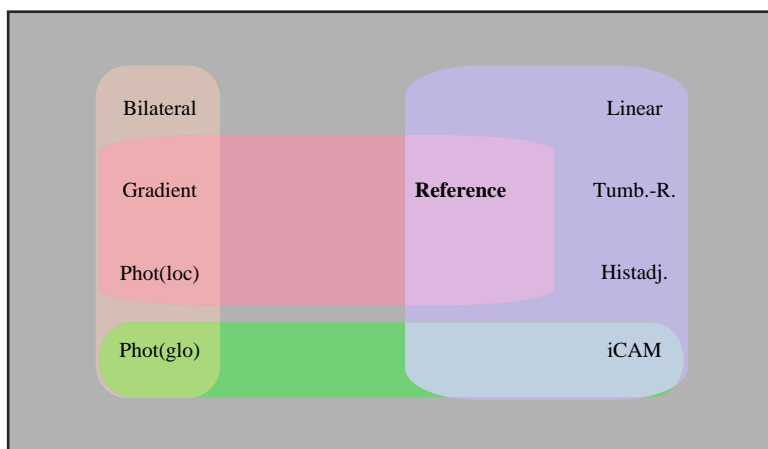 Bilateral
Linear
Gradient
Reference
Tumb.-R.
Phot(loc)
Histadj.
Phot(glo)
iCAM